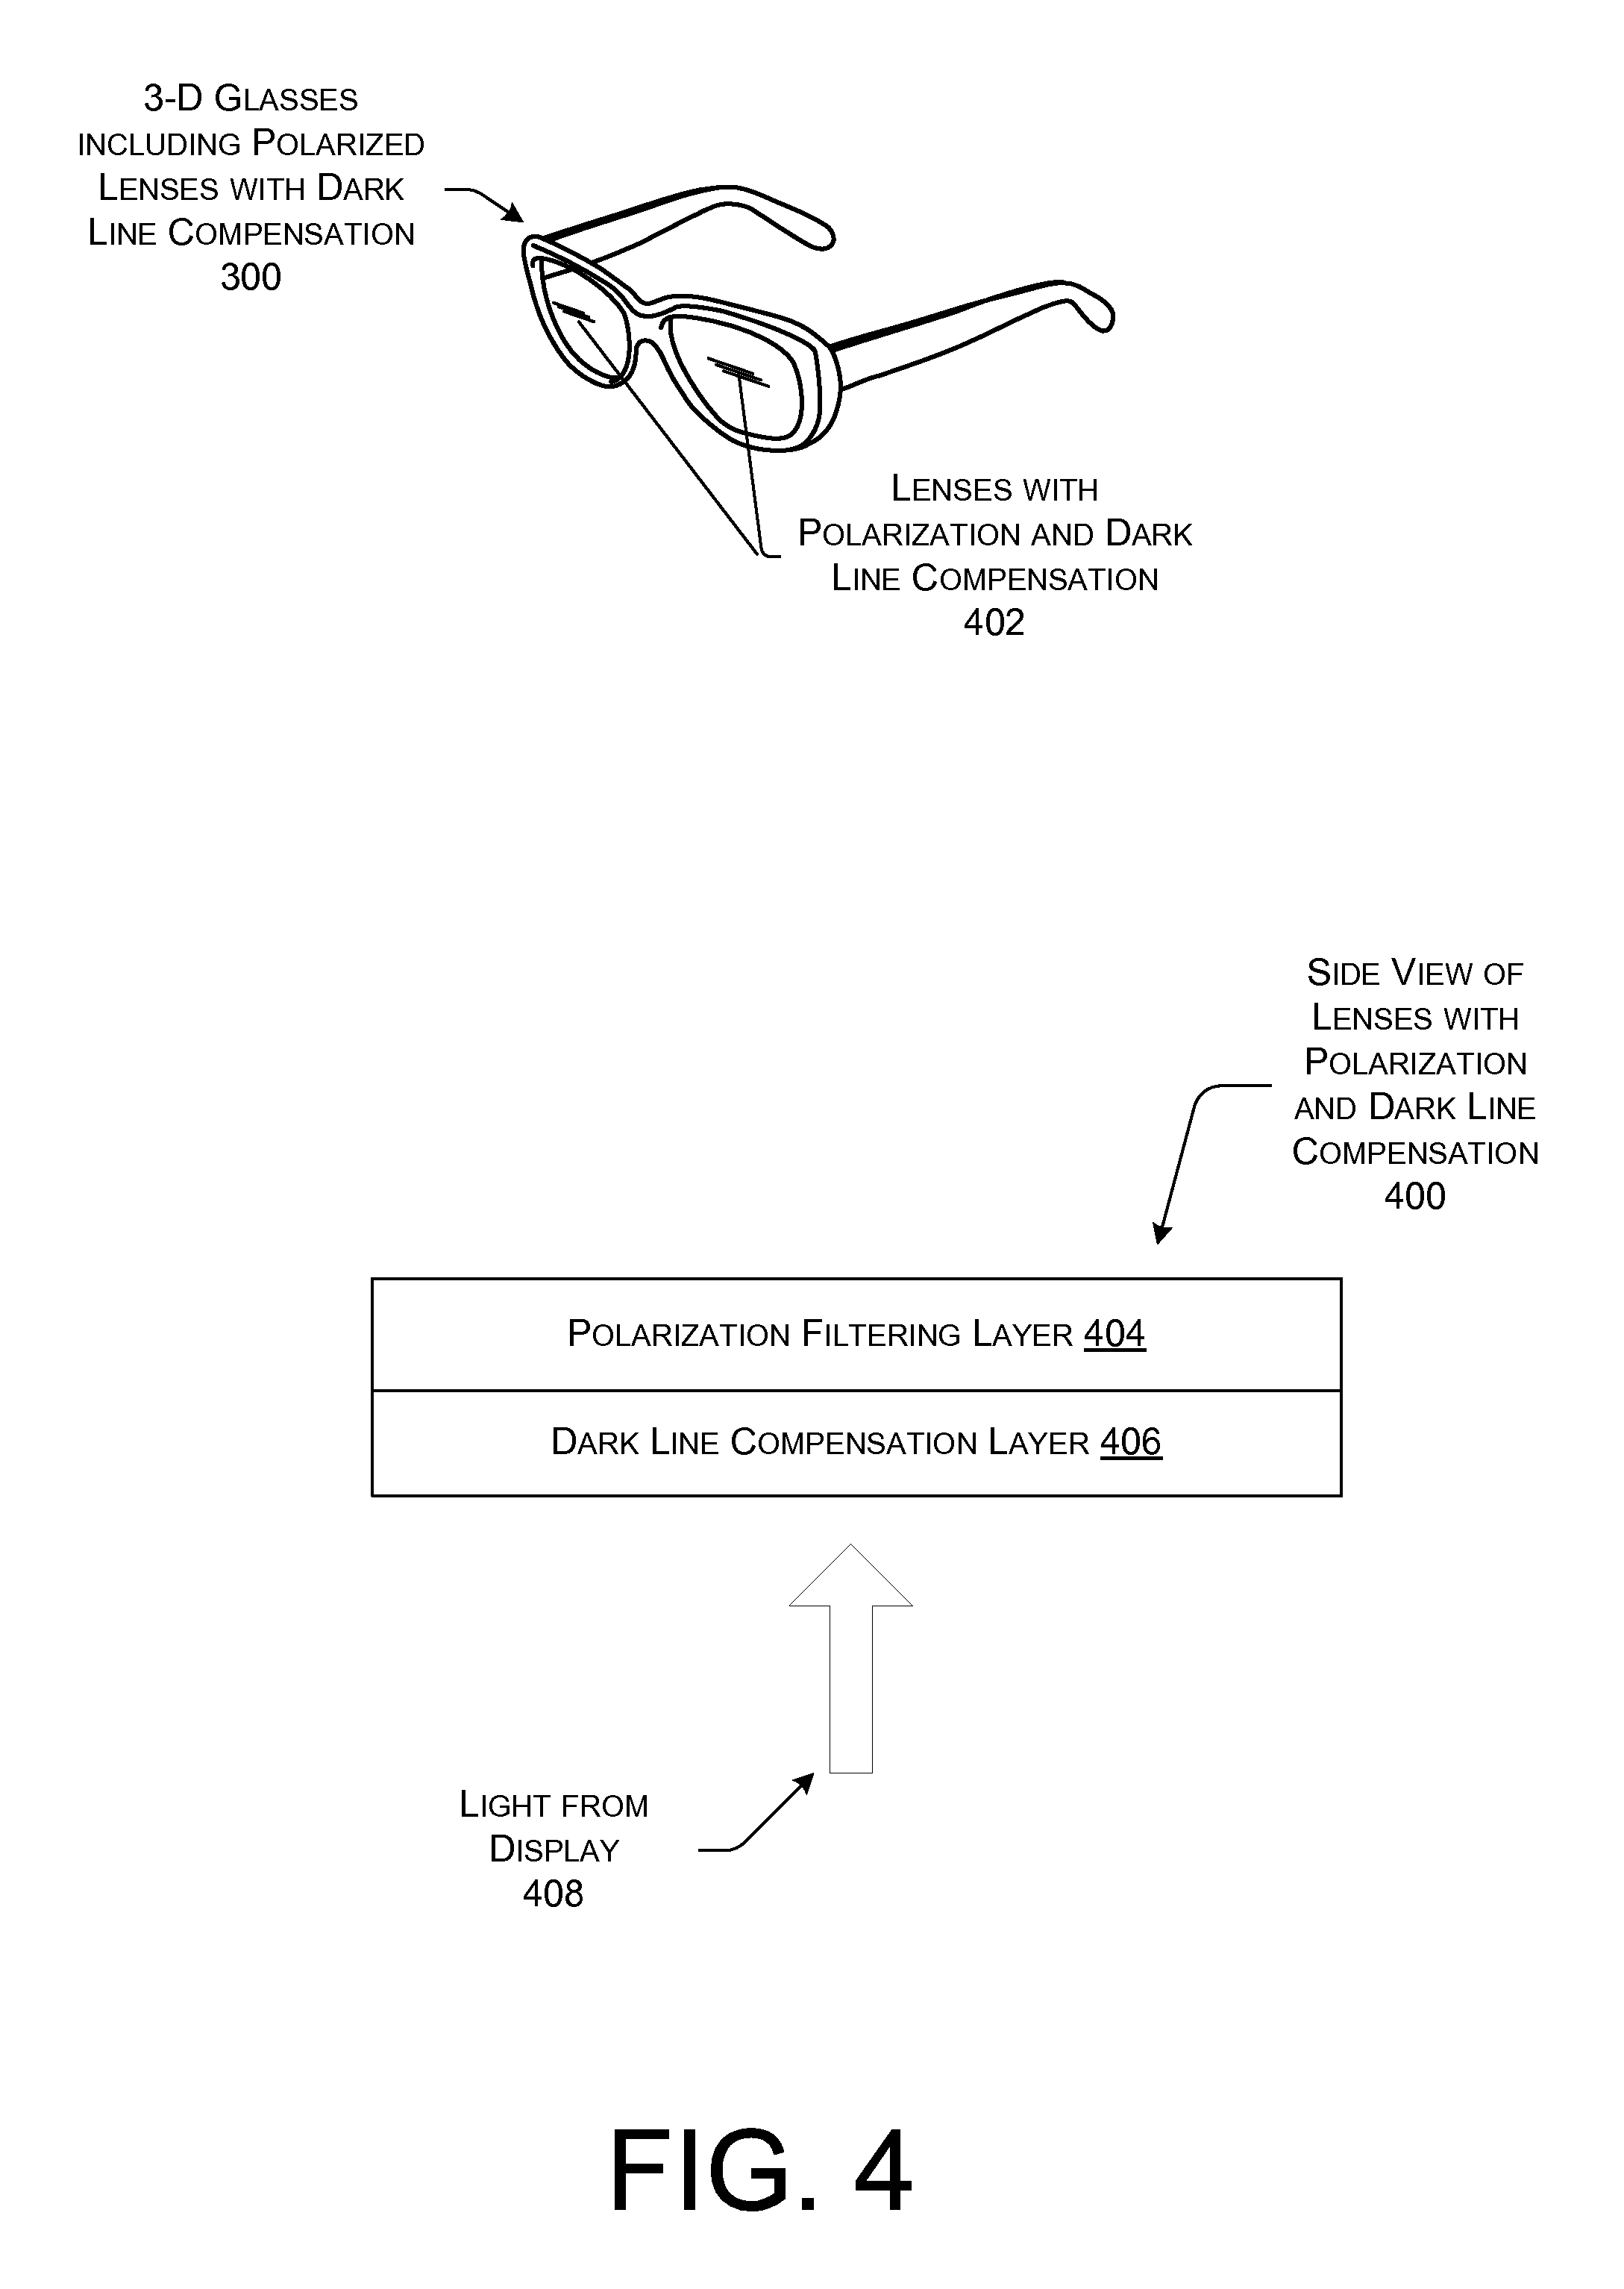 3-D Glasses
including Polarized
Lenses with Dark
Line Compensation
300
Lenses with
Polarization and Dark
Line Compensation
402
Side View of
Lenses with
Polarization
and Dark Line
Compensation
400
Polarization Filtering Layer 404
Dark Line Compensation Layer 406
Light from
Display
408
FIG. 4